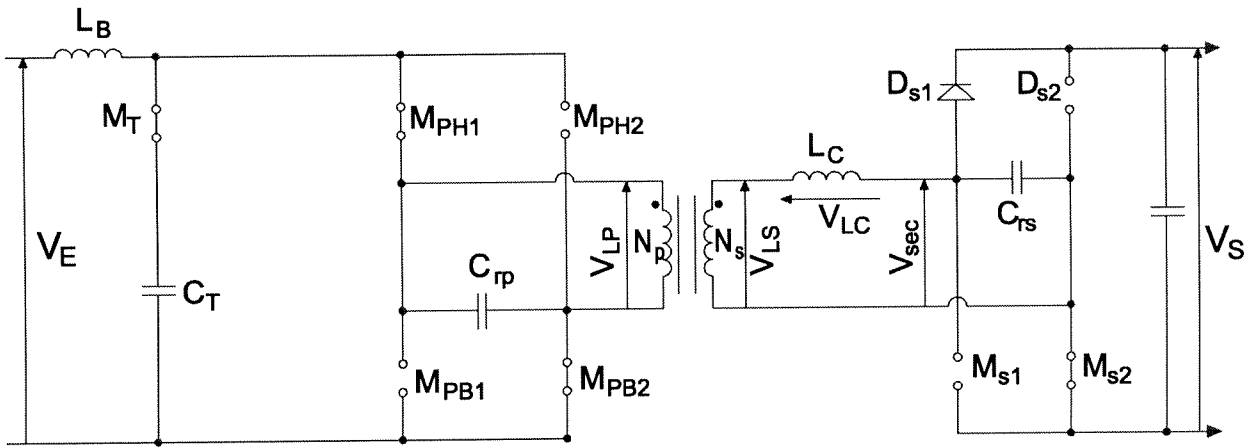 L_B
M_T
M_PH1
M_PH2
D_s1
D_s2
L_C
V_LC
C_rs
V_E
C_T
C_rp
V_LP
N_p
N_s
V_LS
V_sec
V_S
M_PB1
M_PB2
M_s1
M_s2